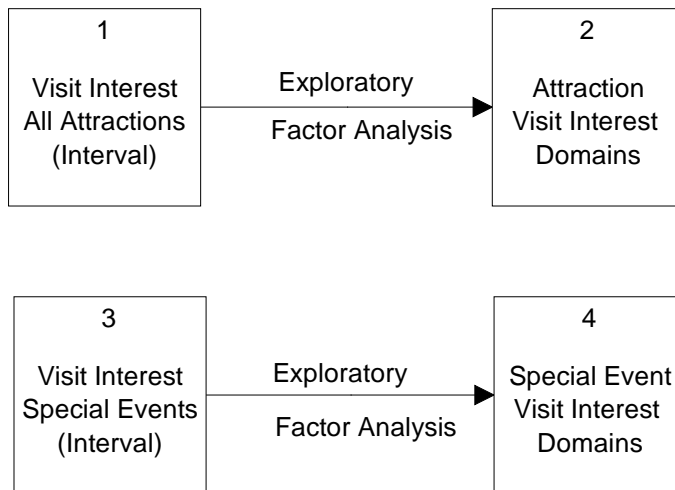 1
Visit Interest
All Attractions
(Interval)
Exploratory
Factor Analysis
2
Attraction
Visit Interest
Domains
3
Visit Interest
Special Events
(Interval)
Exploratory
Factor Analysis
4
Special Event
Visit Interest
Domains